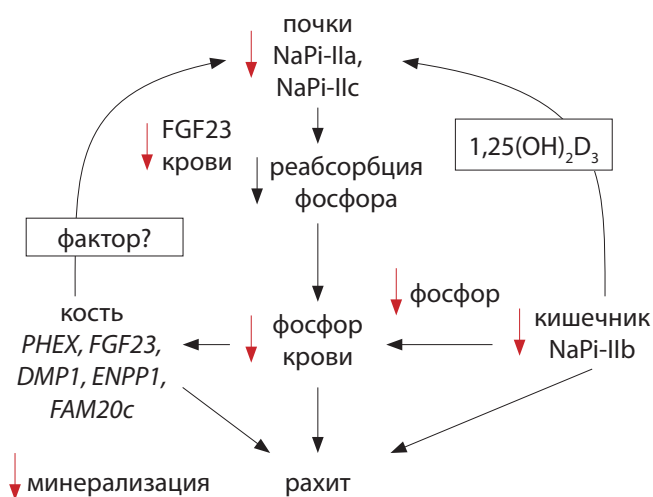 почки
NaPi-IIa,
NaPi-IIc
FGF23
крови
1,25(OH)₂D₃
реабсорбция
фосфора
фактор?
фосфор
кость
PHEX, FGF23,
DMP1, ENPP1,
FAM20c
фосфор
крови
кишечник
NaPi-IIb
минерализация
рахит